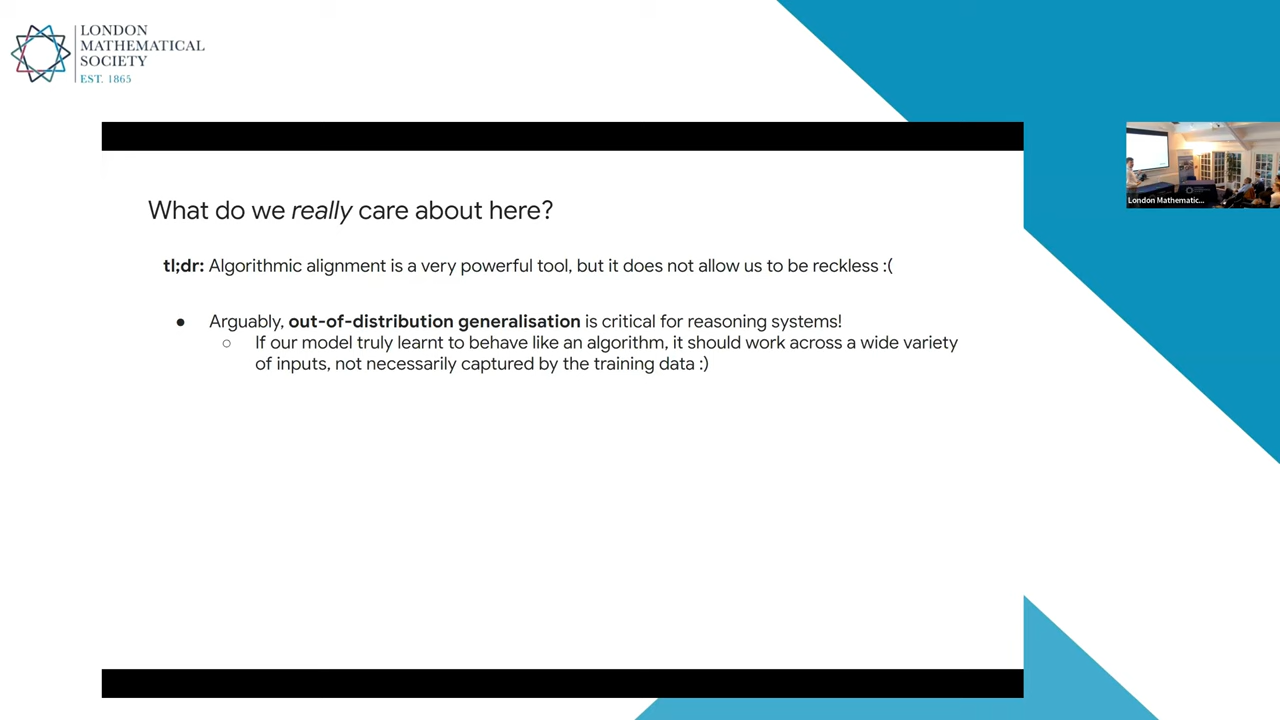 LONDON
MATHEMATICAL
SOCIETY
EST. 1865
What do we really care about here?
tl;dr: Algorithmic alignment is a very powerful tool, but it does not allow us to be reckless :(
● Arguably, out-of-distribution generalisation is critical for reasoning systems!
○ If our model truly learnt to behave like an algorithm, it should work across a wide variety
of inputs, not necessarily captured by the training data :)
London Mathematic...